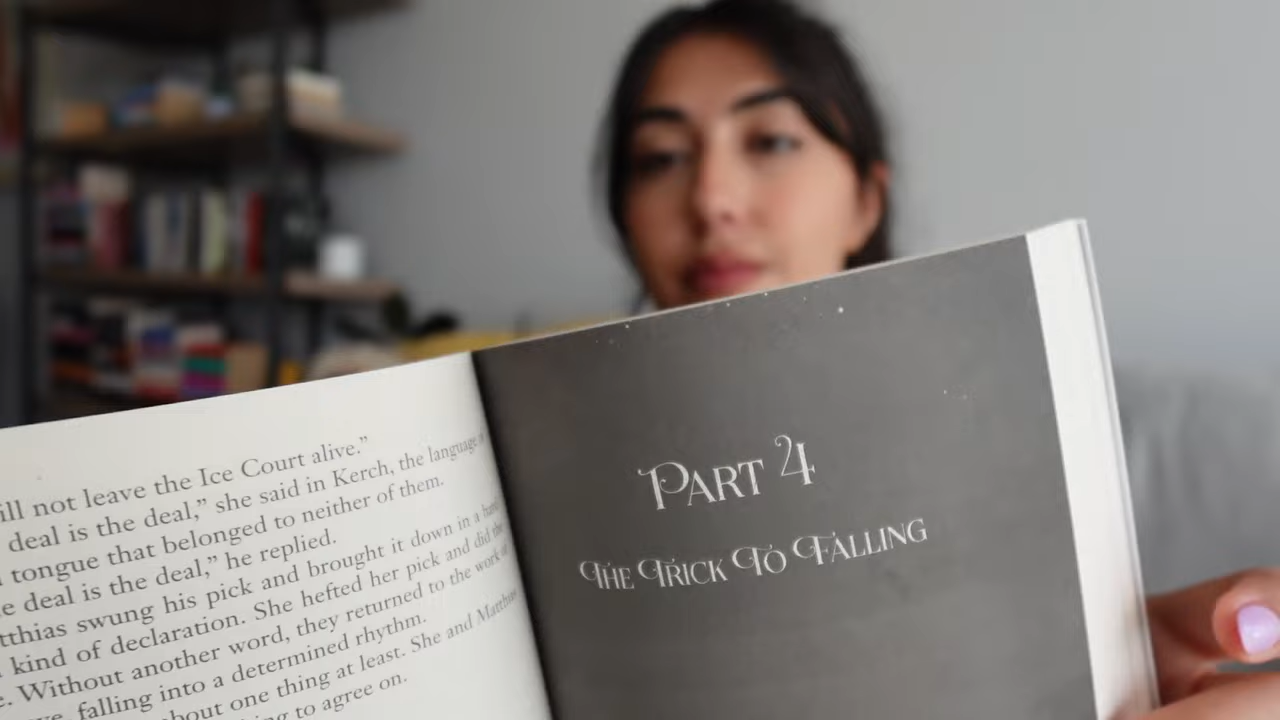 ill not leave the Ice Court alive.”
deal is the deal,” she said in Kerch, the language
tongue that belonged to neither of them.
e deal is the deal,” he replied.
tthias swung his pick and brought it down in a
kind of declaration. She hefted her pick and did the
e. Without another word, they returned to the work
ve, falling into a determined rhythm.
bout one thing at least. She and Matthias
ing to agree on.
PART 4
THE TRICK TO FALLING